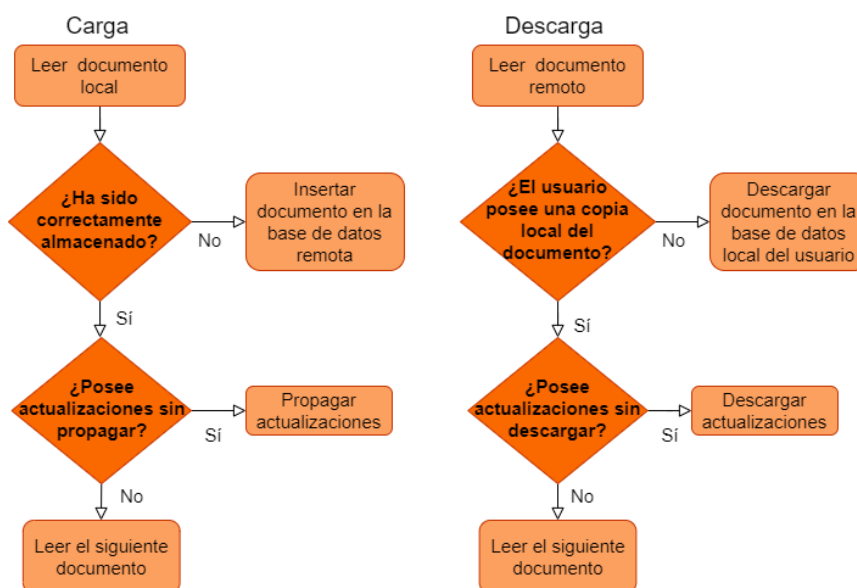 Carga
Leer documento
local
¿Ha sido
correctamente
almacenado?
No
Insertar
documento en la
base de datos
remota
Sí
¿Posee
actualizaciones sin
propagar?
Sí
Propagar
actualizaciones
No
Leer el siguiente
documento
Descarga
Leer documento
remoto
¿El usuario
posee una copia
local del
documento?
No
Descargar
documento en la
base de datos
local del usuario
Sí
¿Posee
actualizaciones sin
descargar?
Sí
Descargar
actualizaciones
No
Leer el siguiente
documento